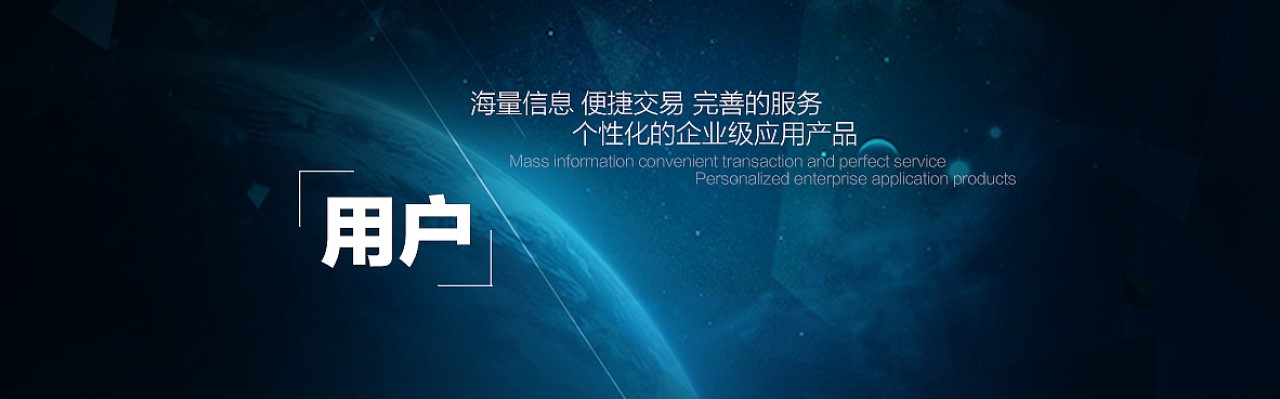 海量信息 便捷交易 完善的服务
个性化的企业级应用产品
Mass information convenient transaction and perfect service
Personalized enterprise application products
用户